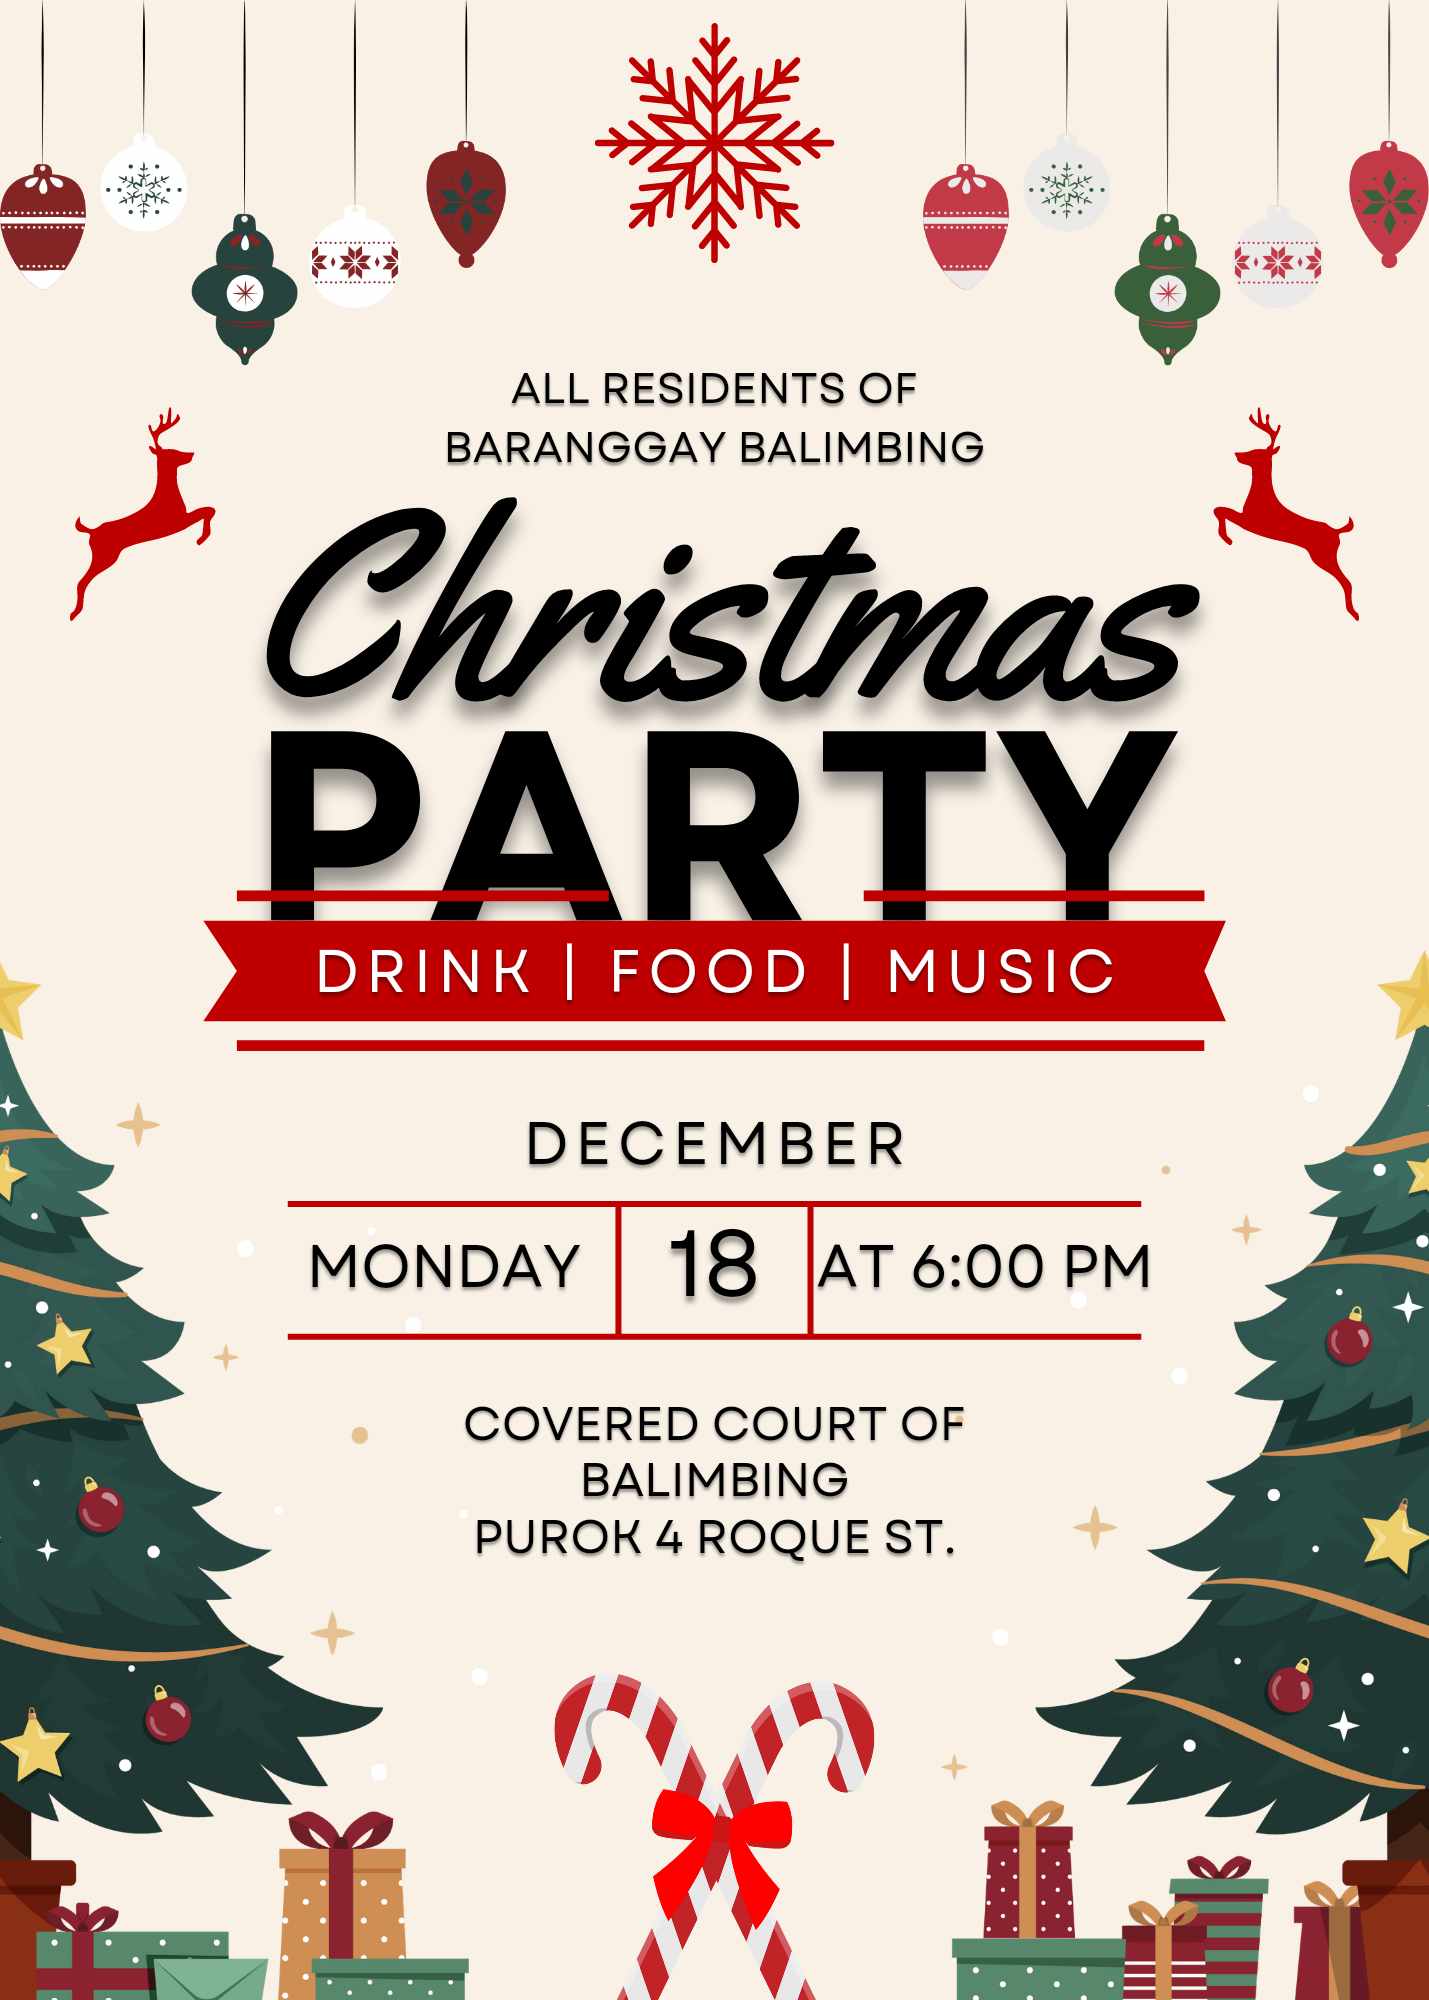 ALL RESIDENTS OF
BARANGGAY BALIMBING
Christmas
PARTY
DRINK | FOOD | MUSIC
DECEMBER
MONDAY 18 AT 6:00 PM
COVERED COURT OF
BALIMBING
PUROK 4 ROQUE ST.